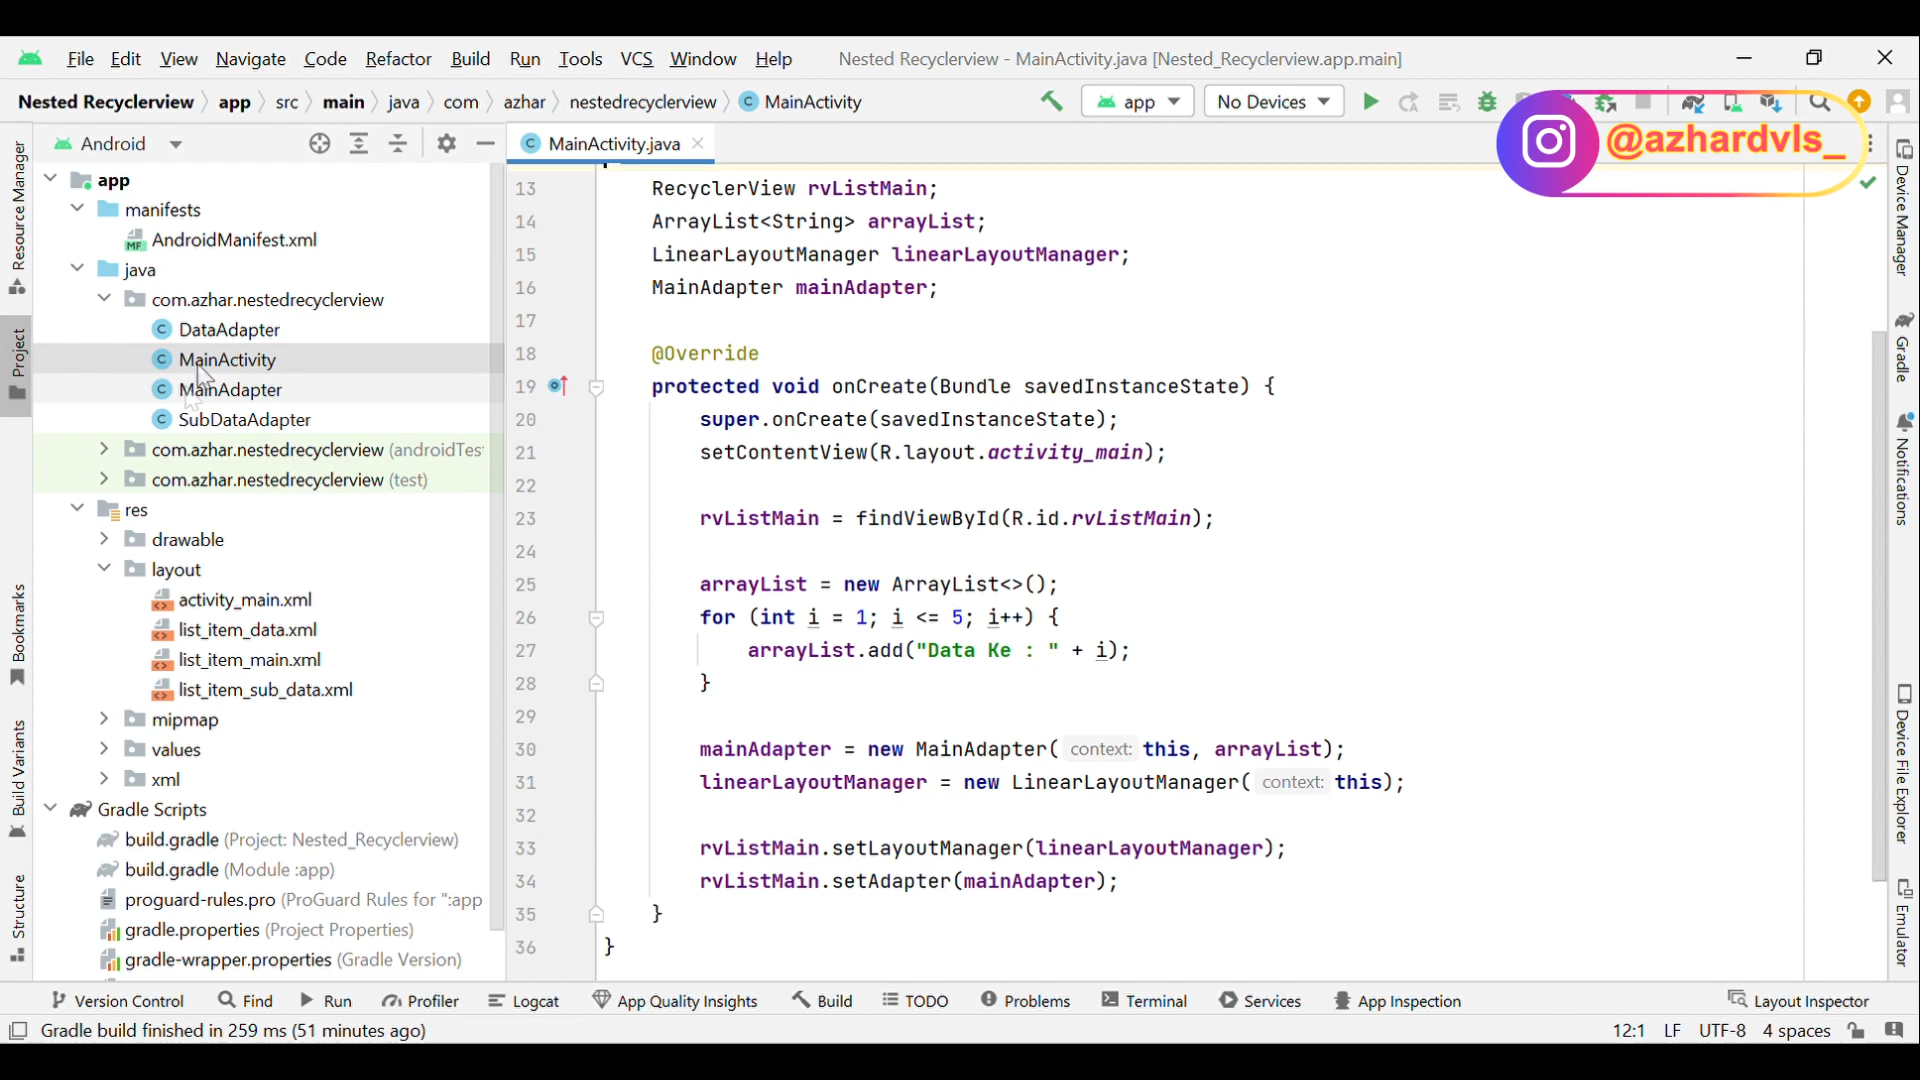 File Edit View Navigate Code Refactor Build Run Tools VCS Window Help Nested Recyclerview - MainActivity.java [Nested_Recyclerview.app.main]
Nested Recyclerview app src main java com azhar nestedrecyclerview C MainActivity app No Devices
@azhardvls_
Android
C MainActivity.java
Resource Manager
Project
Bookmarks
Build Variants
Structure
app
manifests
MF AndroidManifest.xml
java
com.azhar.nestedrecyclerview
C DataAdapter
C MainActivity
C MainAdapter
C SubDataAdapter
com.azhar.nestedrecyclerview (androidTes
com.azhar.nestedrecyclerview (test)
res
drawable
layout
activity_main.xml
list_item_data.xml
list_item_main.xml
list_item_sub_data.xml
mipmap
values
xml
Gradle Scripts
build.gradle (Project: Nested_Recyclerview)
build.gradle (Module :app)
proguard-rules.pro (ProGuard Rules for ":app
gradle.properties (Project Properties)
gradle-wrapper.properties (Gradle Version)
13 RecyclerView rvListMain;
14 ArrayList<String> arrayList;
15 LinearLayoutManager linearLayoutManager;
16 MainAdapter mainAdapter;
17
18 @Override
19 protected void onCreate(Bundle savedInstanceState) {
20 super.onCreate(savedInstanceState);
21 setContentView(R.layout.activity_main);
22
23 rvListMain = findViewById(R.id.rvListMain);
24
25 arrayList = new ArrayList<>();
26 for (int i = 1; i <= 5; i++) {
27 arrayList.add("Data Ke : " + i);
28 }
29
30 mainAdapter = new MainAdapter( context: this, arrayList);
31 linearLayoutManager = new LinearLayoutManager( context: this);
32
33 rvListMain.setLayoutManager(linearLayoutManager);
34 rvListMain.setAdapter(mainAdapter);
35 }
36 }
Device Manager
Gradle
Notifications
Device File Explorer
Emulator
Version Control Find Run Profiler Logcat App Quality Insights Build TODO Problems Terminal Services App Inspection Layout Inspector
Gradle build finished in 259 ms (51 minutes ago) 12:1 LF UTF-8 4 spaces